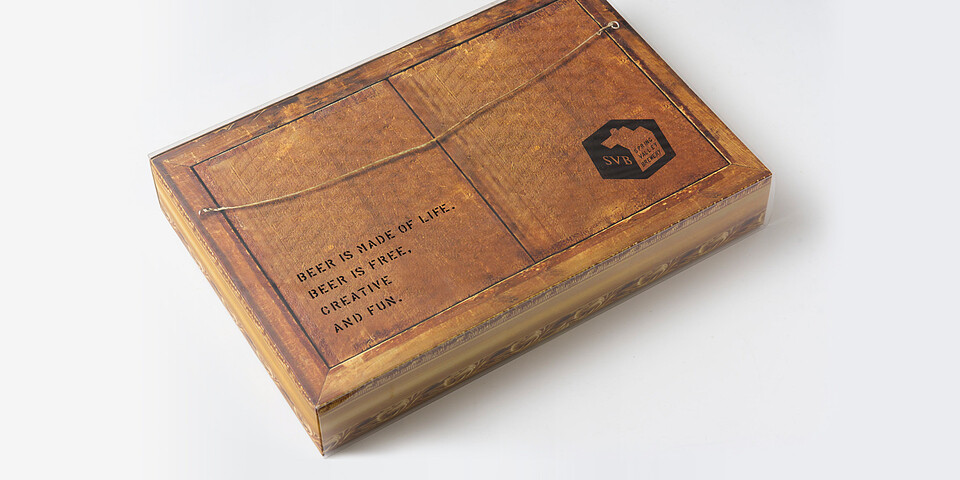 BEER IS MADE OF LIFE.
BEER IS FREE,
CREATIVE
AND FUN.
SVB
SPRING
VALLEY
BREWERY